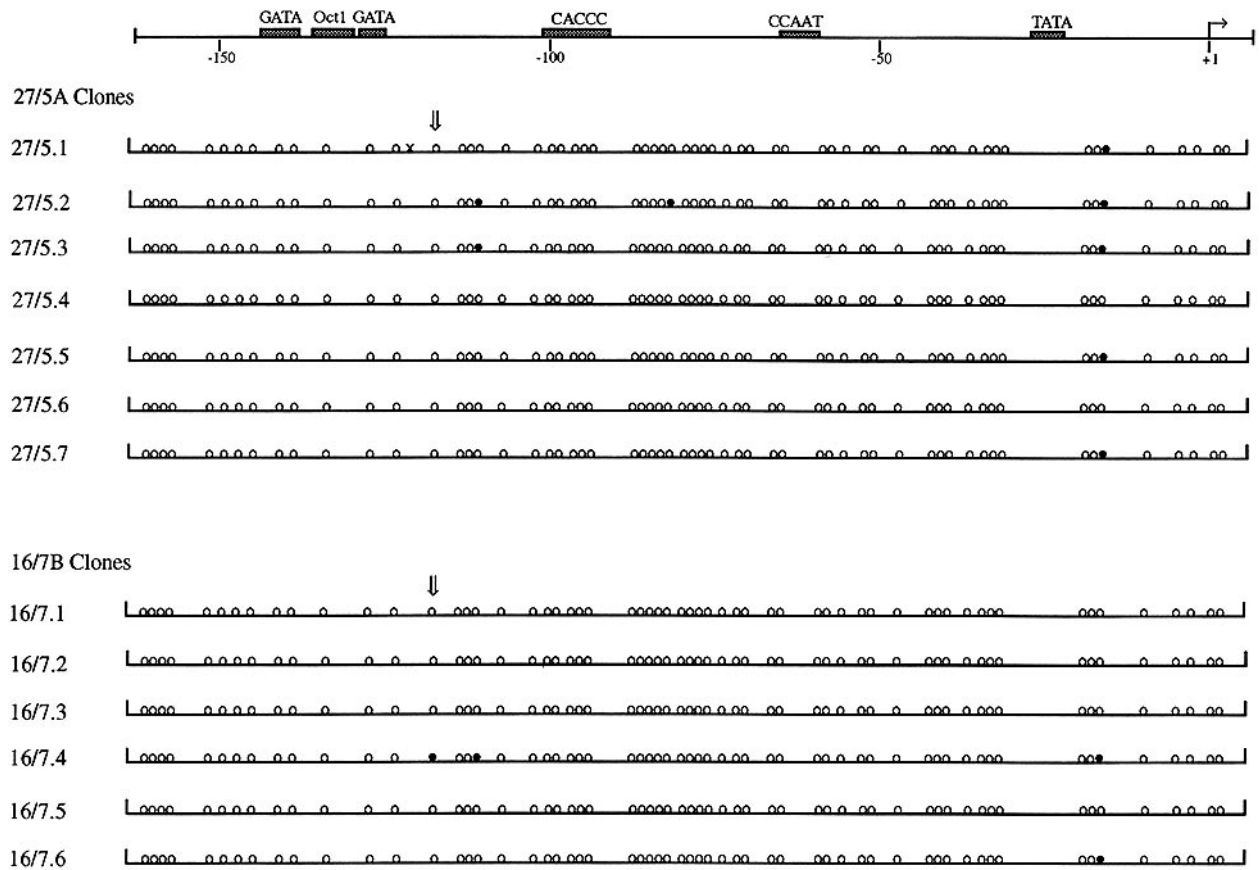 GATA Oct1 GATA CACCC CCAAT TATA
-150 -100 -50 +1
27/5A Clones
27/5.1 x
27/5.2
27/5.3
27/5.4
27/5.5
27/5.6
27/5.7
16/7B Clones
16/7.1
16/7.2
16/7.3
16/7.4
16/7.5
16/7.6